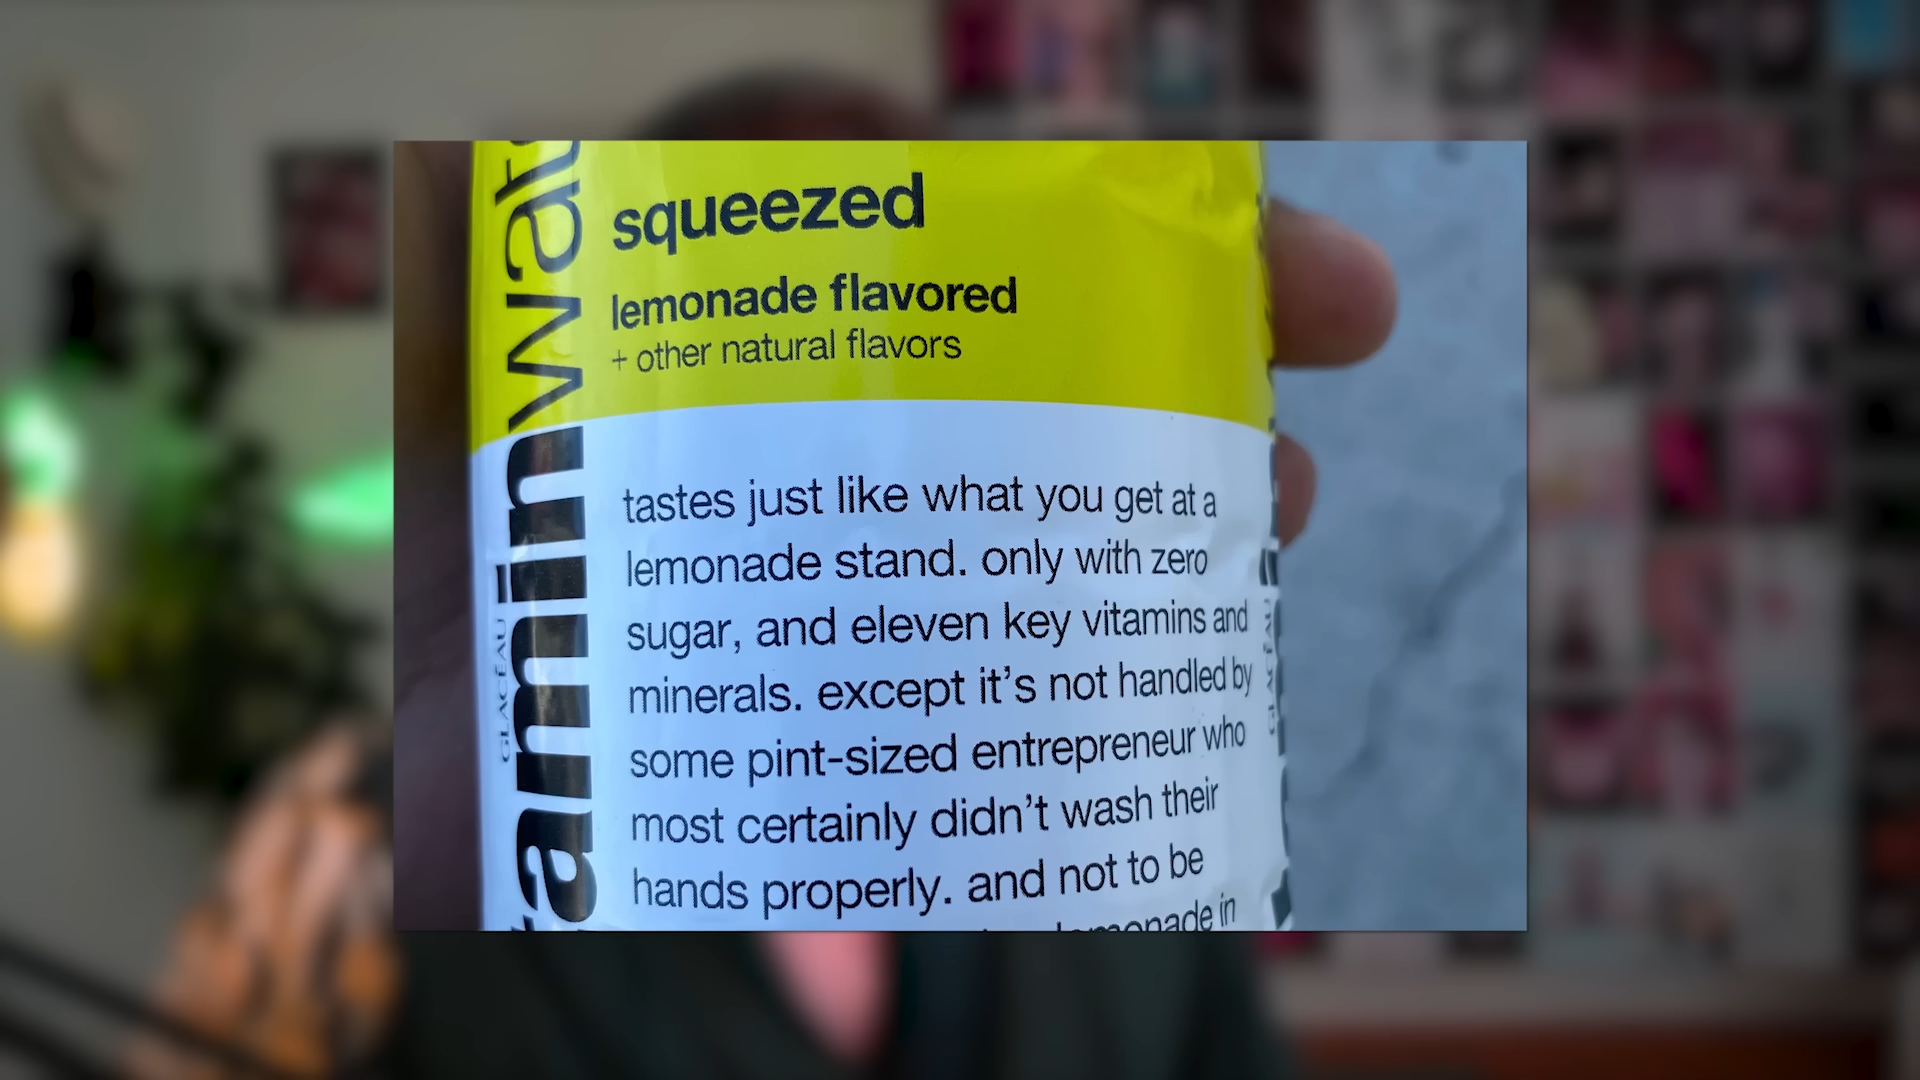 squeezed
lemonade flavored
+ other natural flavors
tastes just like what you get at a
lemonade stand. only with zero
sugar, and eleven key vitamins and
minerals. except it's not handled by
some pint-sized entrepreneur who
most certainly didn't wash their
hands properly. and not to be
lemonade in
GLACÉAU